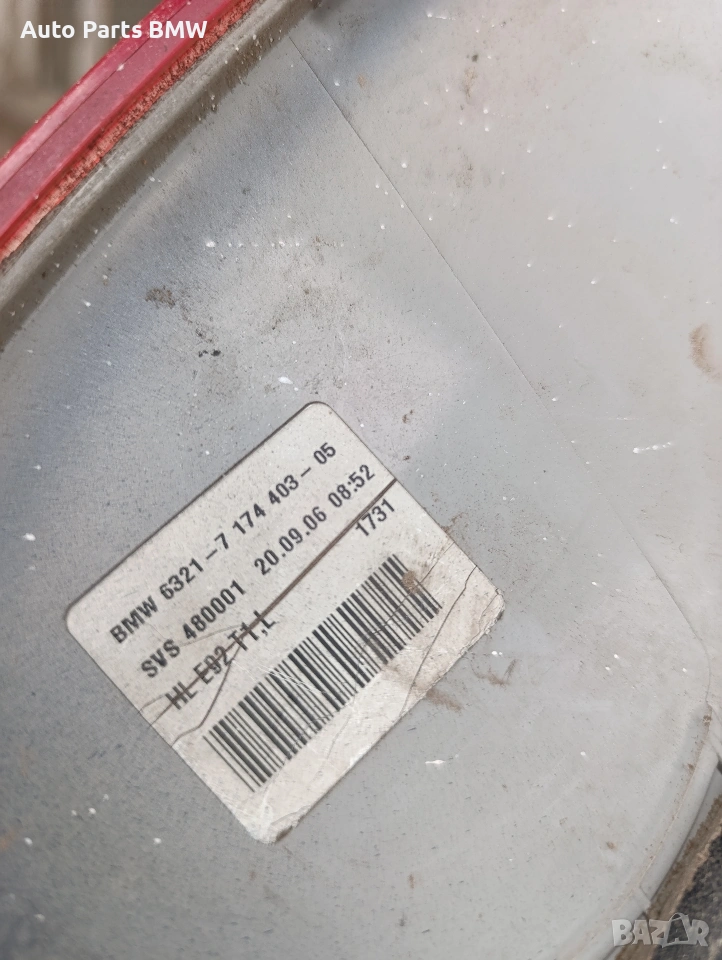 Auto Parts BMW
BMW 6321-7 174 403-05
SVS 480001 20.09.06 08:52
HL E92 T1,L 1731
BAZAR